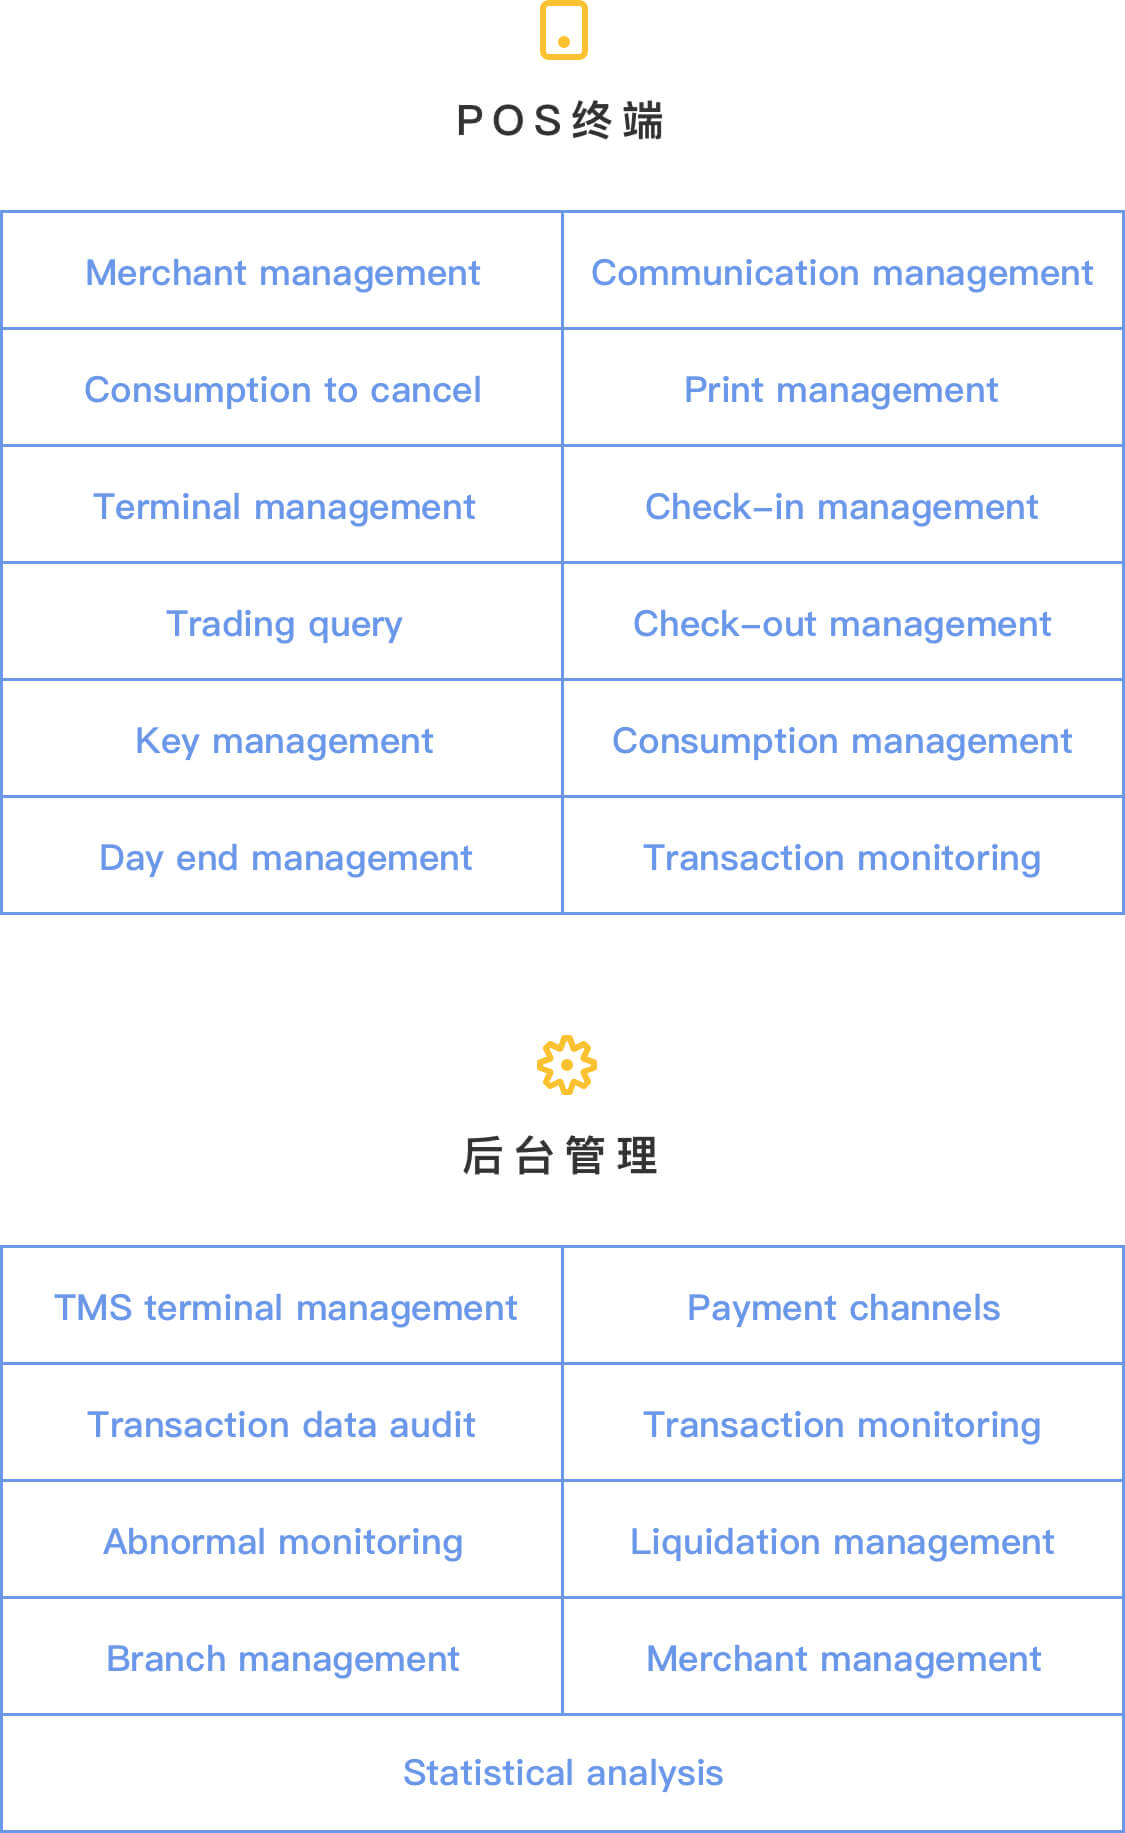 POS终端
Merchant management
Communication management
Consumption to cancel
Print management
Terminal management
Check–in management
Trading query
Check–out management
Key management
Consumption management
Day end management
Transaction monitoring
后台管理
TMS terminal management
Payment channels
Transaction data audit
Transaction monitoring
Abnormal monitoring
Liquidation management
Branch management
Merchant management
Statistical analysis